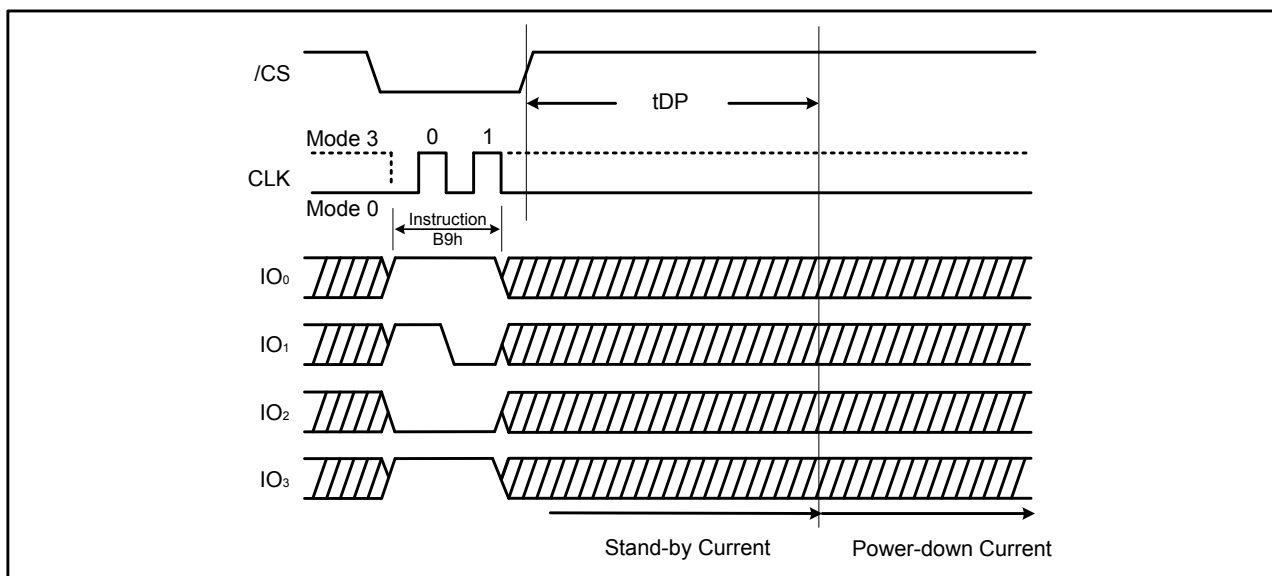 /CS
tDP
Mode 3
0
1
CLK
Mode 0
Instruction
B9h
IO₀
IO₁
IO₂
IO₃
Stand-by Current
Power-down Current